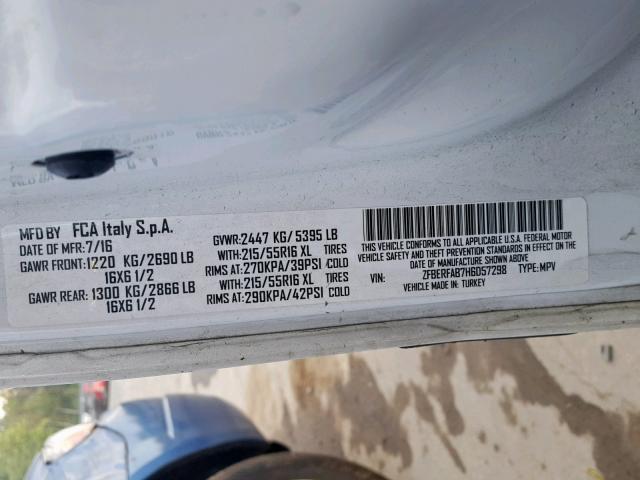 MFD BY FCA Italy S.p.A.
DATE OF MFR: 7/16 GVWR: 2447 KG/ 5395 LB
GAWR FRONT: 1220 KG/2690 LB WITH: 215/55R16 XL TIRES
16X6 1/2 RIMS AT: 270KPA/39PSI COLD
GAWR REAR: 1300 KG/2866 LB WITH: 215/55R16 XL TIRES
16X6 1/2 RIMS AT: 290KPA/42PSI COLD
THIS VEHICLE CONFORMS TO ALL APPLICABLE U.S.A. FEDERAL MOTOR
VEHICLE SAFETY AND THEFT PREVENTION STANDARDS IN
EFFECT ON THE DATE OF MANUFACTURE SHOWN ABOVE.
VIN: ZFBERFAB7H6D57298 TYPE: MPV
VEHICLE MADE IN: TURKEY